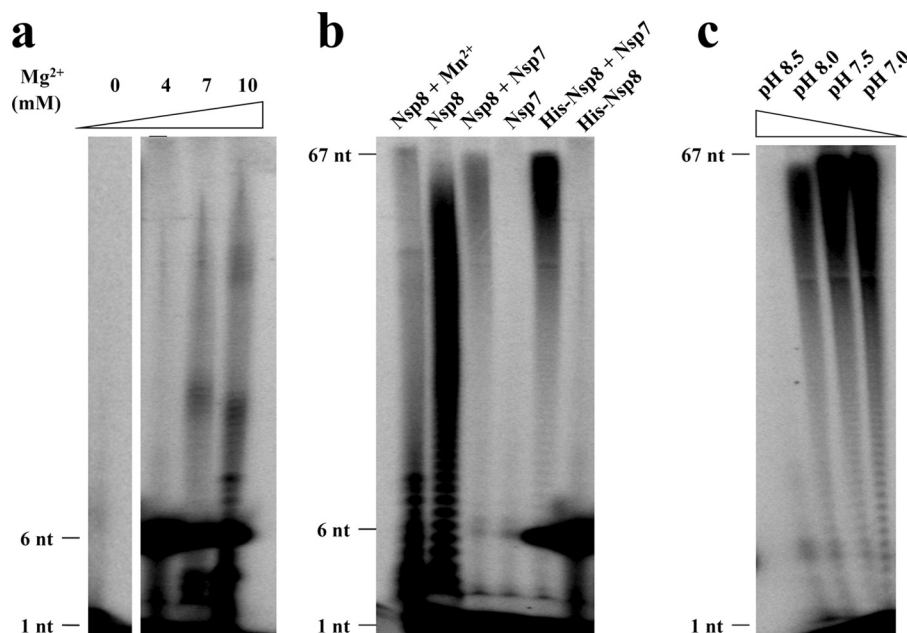 a
Mg²⁺
(mM)
0 4 7 10
6 nt
1 nt
b
Nsp8 + Mn²⁺
Nsp8
Nsp8 + Nsp7
Nsp7
His-Nsp8 + Nsp7
His-Nsp8
67 nt
6 nt
1 nt
c
pH 8.5
pH 8.0
pH 7.5
pH 7.0
67 nt
1 nt